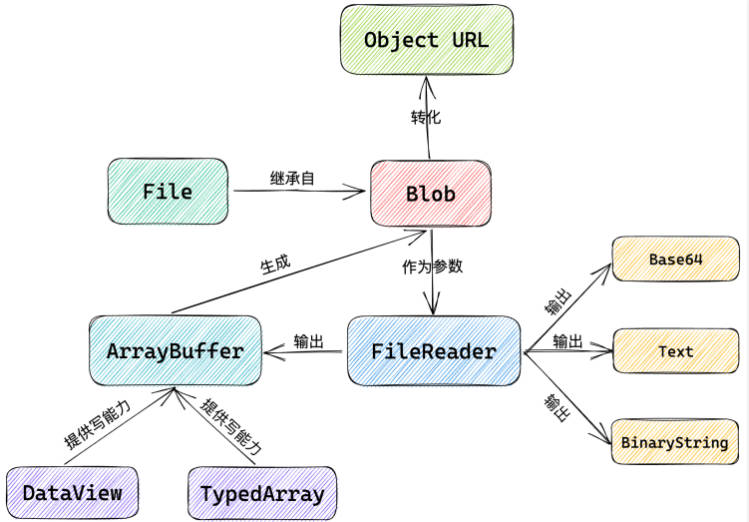 Object URL
转化
File
继承自
Blob
生成
作为参数
Base64
输出
ArrayBuffer
输出
FileReader
输出
Text
输出
BinaryString
提供写能力
提供写能力
DataView
TypedArray